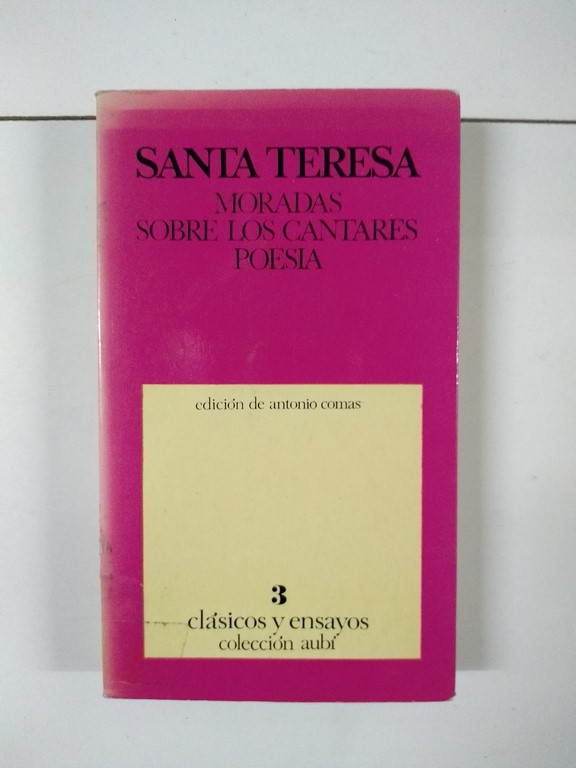 SANTA TERESA
MORADAS
SOBRE LOS CANTARES
POESIA
edición de antonio comas
3
clásicos y ensayos
colección aubí